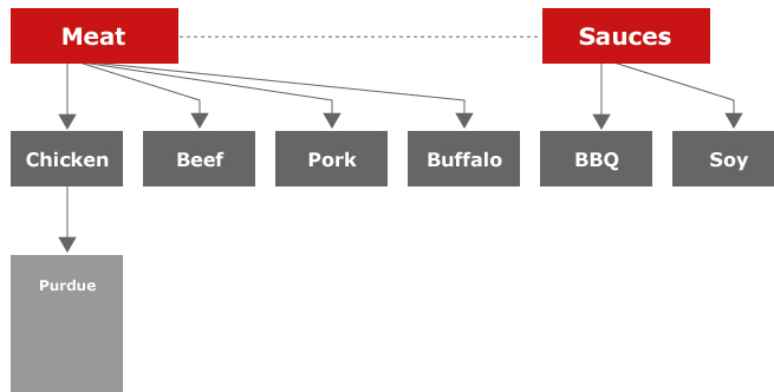 Meat
Sauces
Chicken
Beef
Pork
Buffalo
BBQ
Soy
Purdue